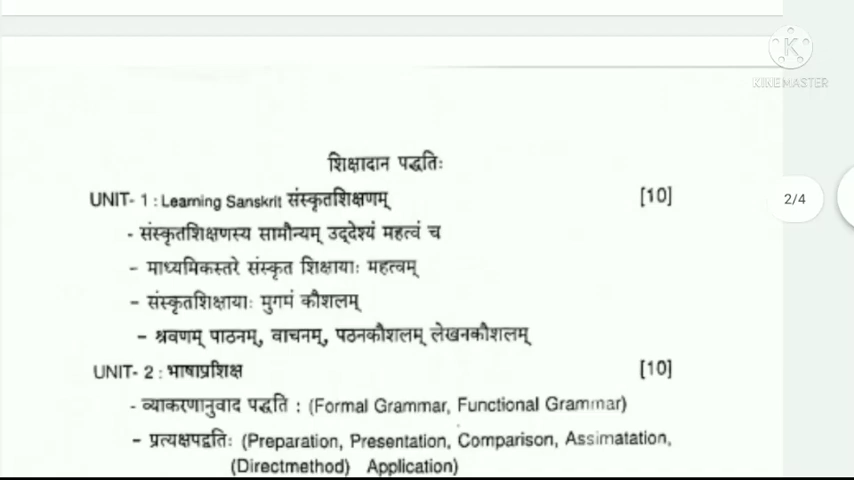 K
KINEMASTER
शिक्षादान पद्धतिः
UNIT- 1 : Learning Sanskrit संस्कृतशिक्षणम् [10]
2/4
- संस्कृतशिक्षणस्य सामौन्यम् उद्देश्यं महत्वं च
- माध्यमिकस्तरे संस्कृत शिक्षायाः महत्वम्
- संस्कृतशिक्षायाः मुगमं कौशलम्
- श्रवणम् पाठनम्, वाचनम्, पठनकौशलम् लेखनकौशलम्
UNIT- 2 : भाषाप्रशिक्ष [10]
- व्याकरणानुवाद पद्धति : (Formal Grammar, Functional Grammar)
- प्रत्यक्षपद्वतिः (Preparation, Presentation, Comparison, Assimatation,
(Directmethod) Application)